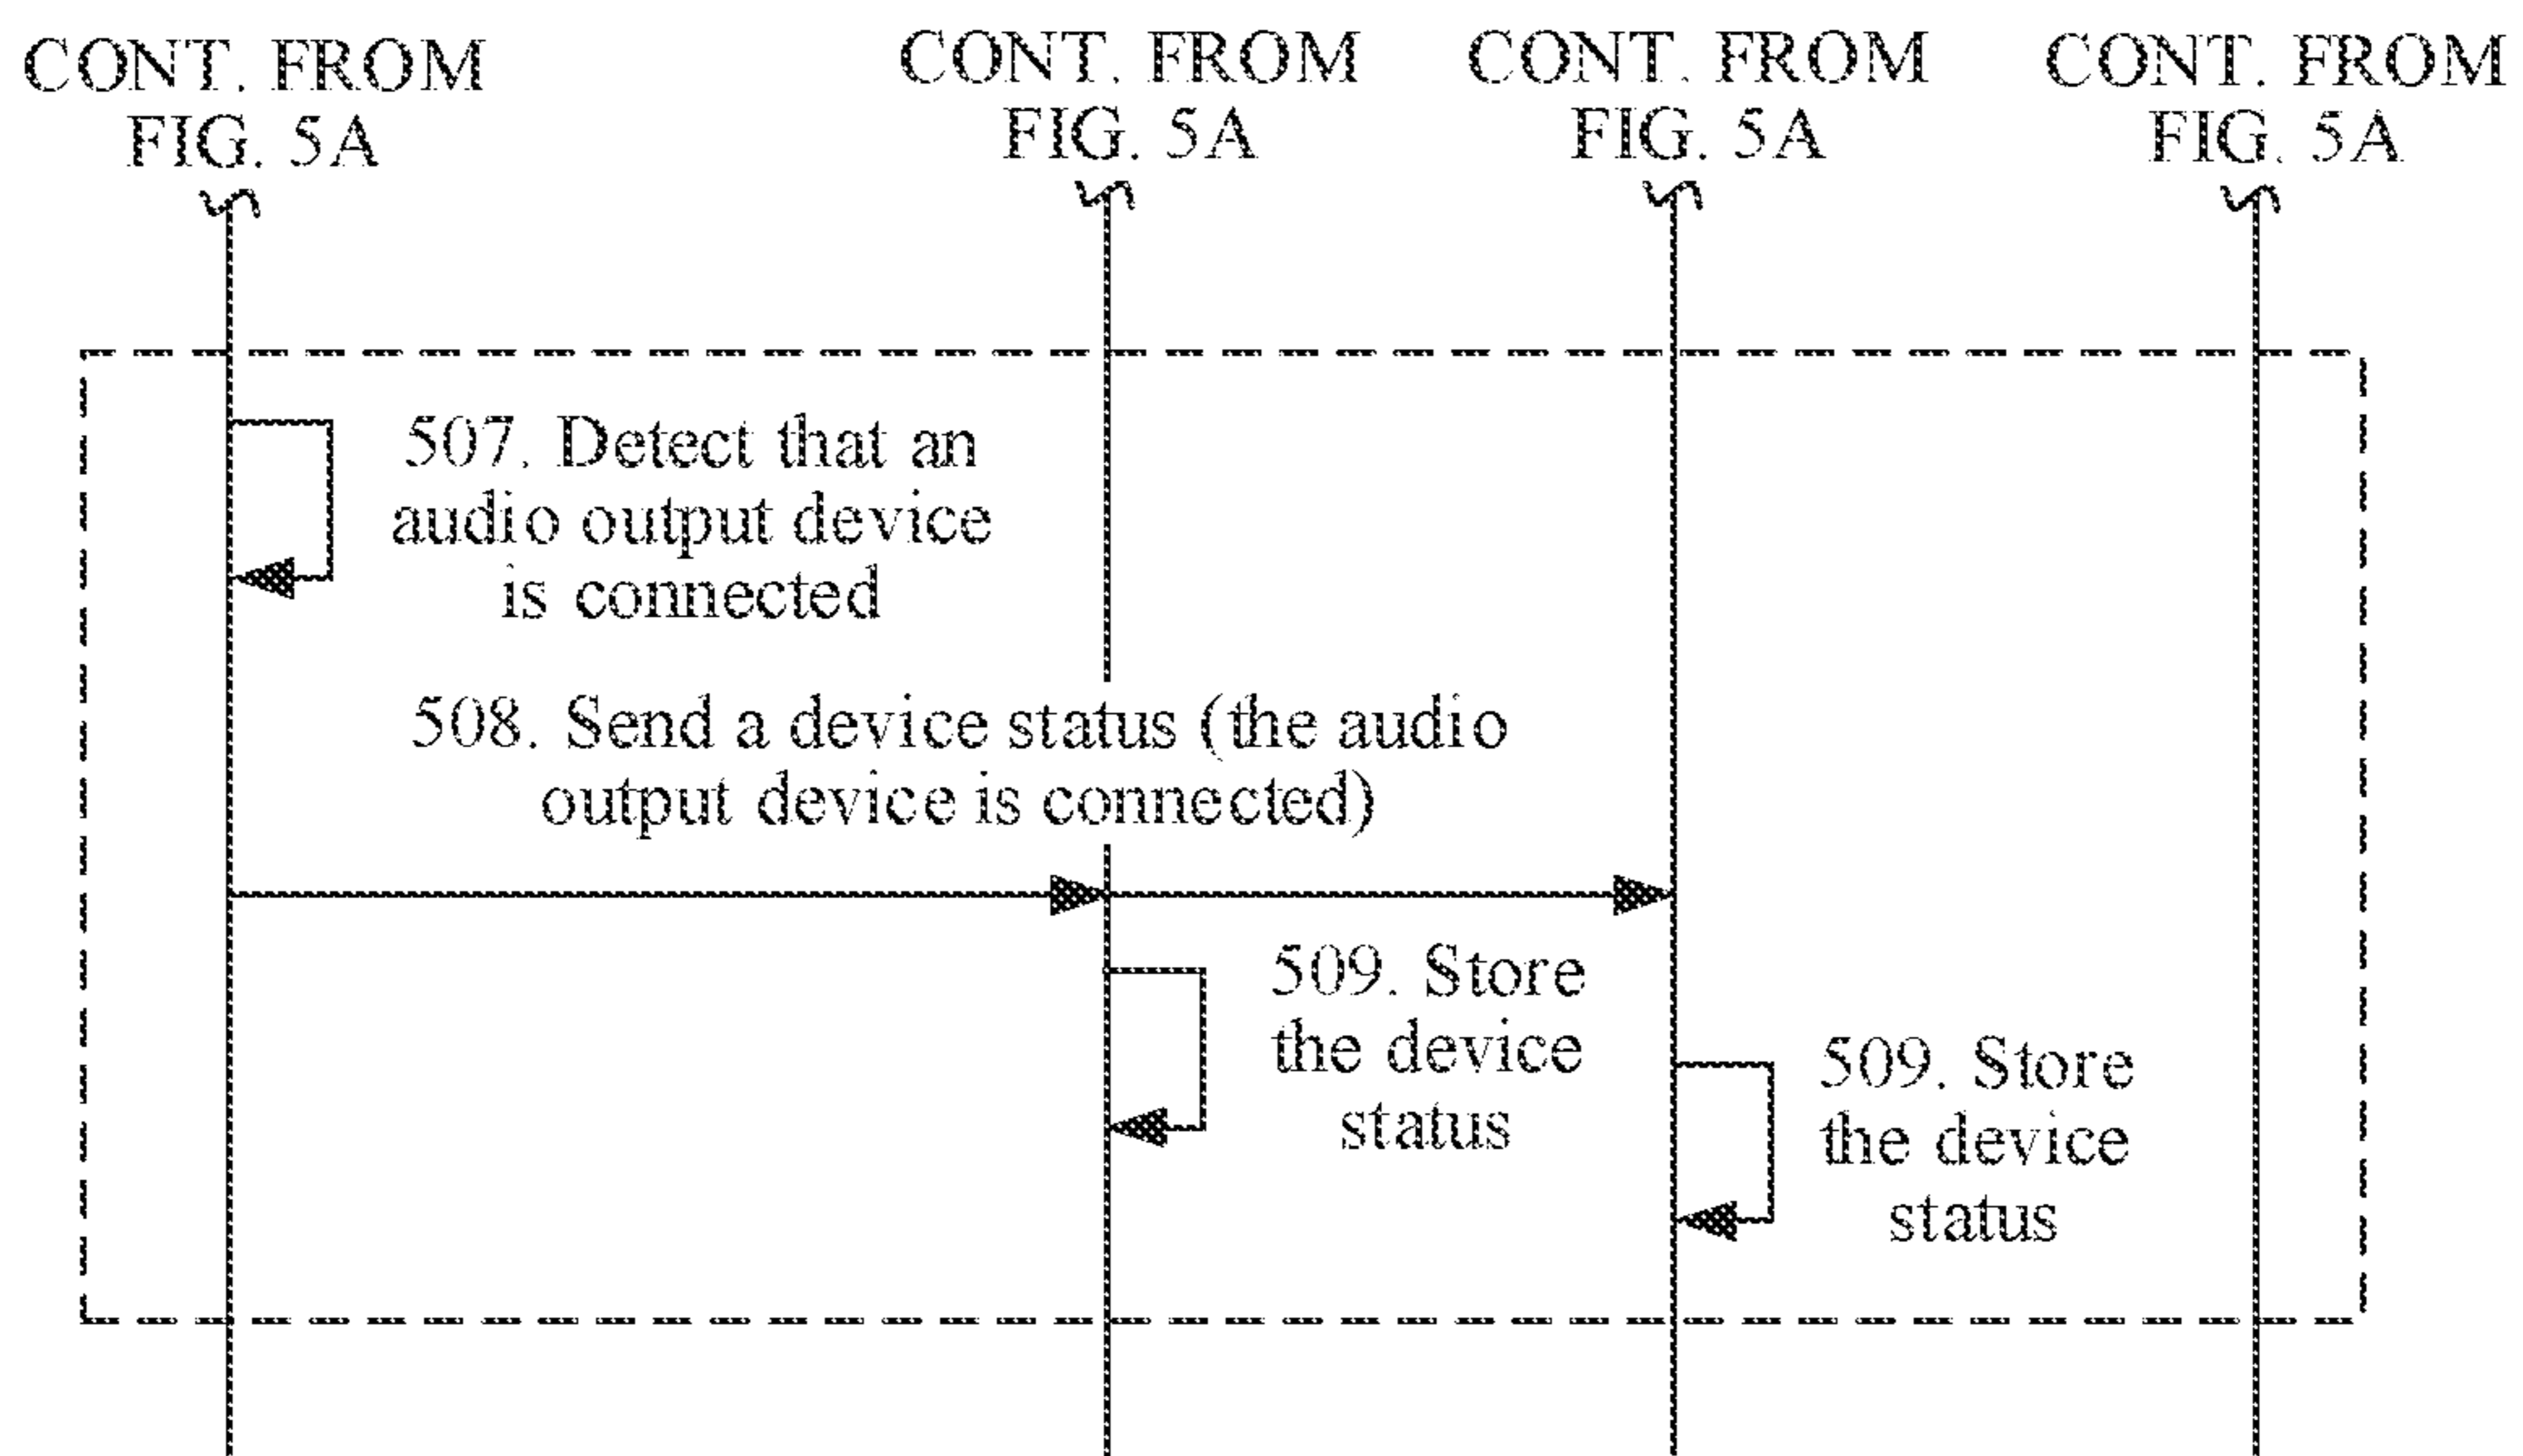 CONT. FROM
FIG. 5A
CONT. FROM
FIG. 5A
CONT. FROM
FIG. 5A
CONT. FROM
FIG. 5A
507. Detect that an
audio output device
is connected
508. Send a device status (the audio
output device is connected)
509. Store
the device
status
509. Store
the device
status